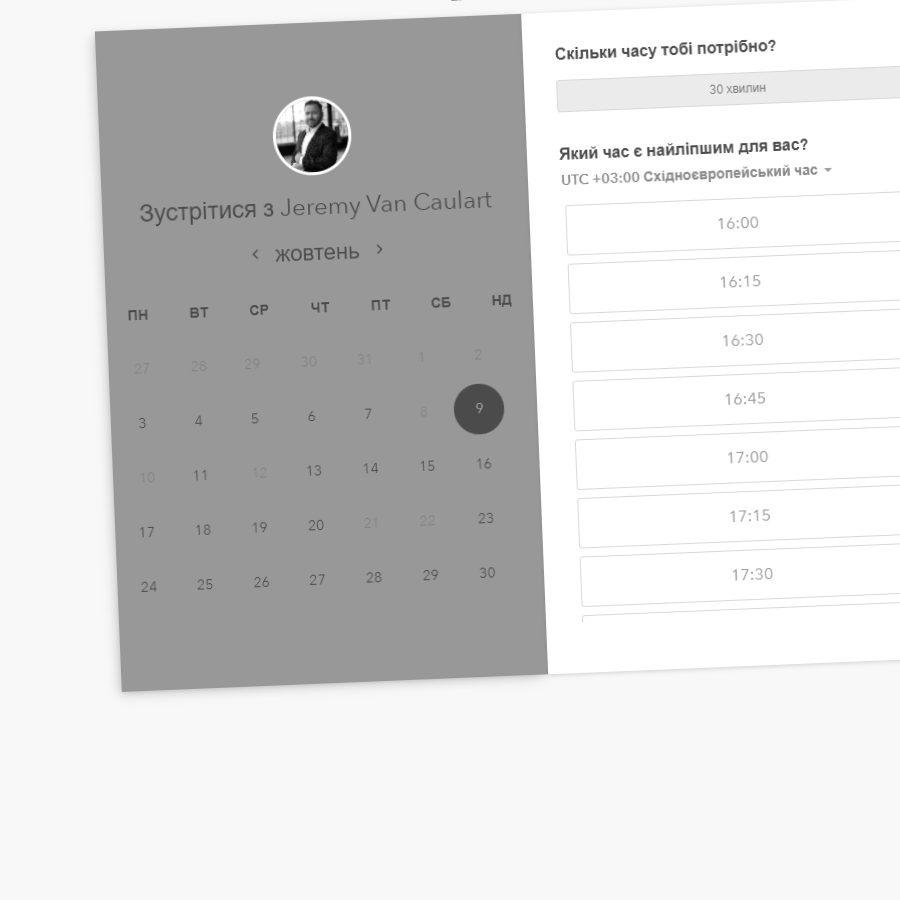 Зустрітися з Jeremy Van Caulart
‹ жовтень ›
ПН ВТ СР ЧТ ПТ СБ НД
27 28 29 30 31 1 2
3 4 5 6 7 8 9
10 11 12 13 14 15 16
17 18 19 20 21 22 23
24 25 26 27 28 29 30
Скільки часу тобі потрібно?
30 хвилин
Який час є найліпшим для вас?
UTC +03:00 Східноєвропейський час
16:00
16:15
16:30
16:45
17:00
17:15
17:30